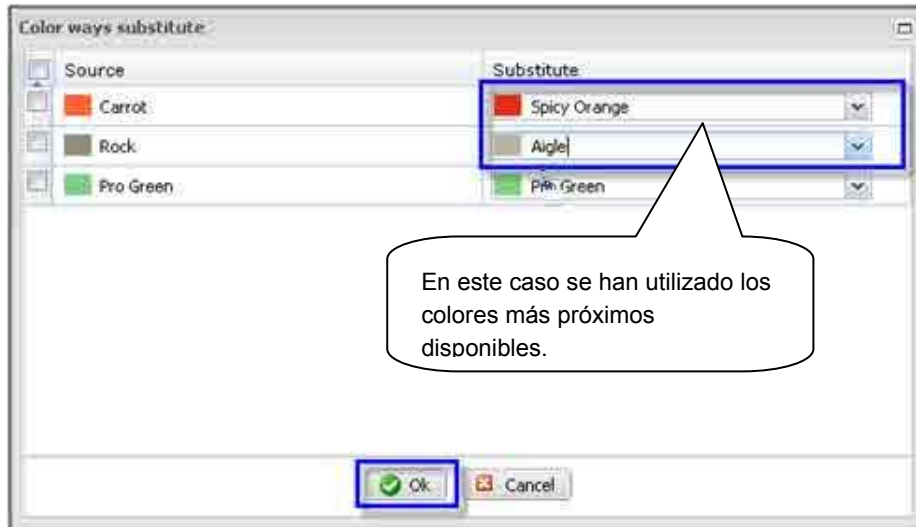 Color ways substitute
Source Substitute
Carrot Spicy Orange
Rock Aigle
Pro Green Pro Green
En este caso se han utilizado los
colores más próximos
disponibles.
Ok Cancel